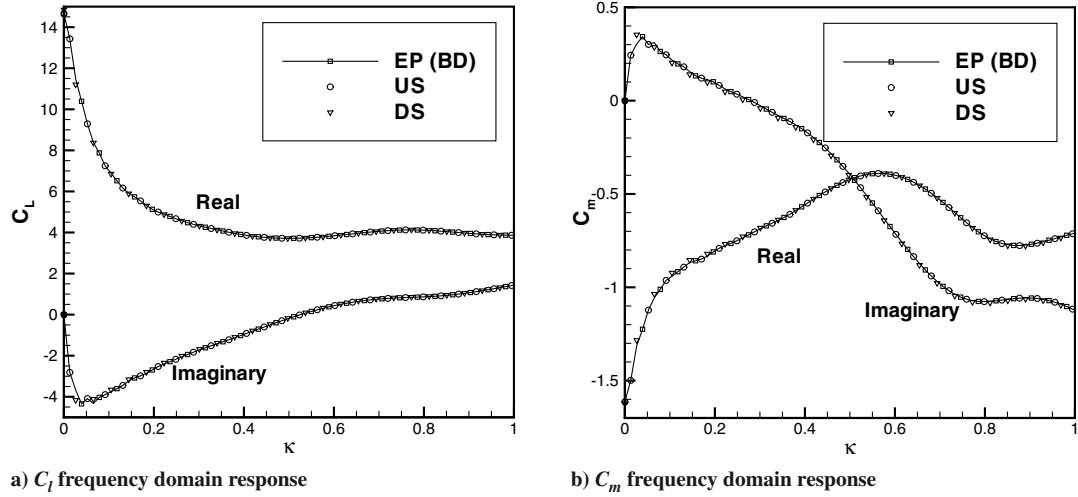 16
14
12
10
8
6
4
2
0
-2
-4
C_L
EP (BD)
US
DS
Real
Imaginary
0 0.2 0.4 0.6 0.8 1
κ
a) C_l frequency domain response
0.5
0
-0.5
-1
-1.5
C_m
EP (BD)
US
DS
Real
Imaginary
0 0.2 0.4 0.6 0.8 1
κ
b) C_m frequency domain response